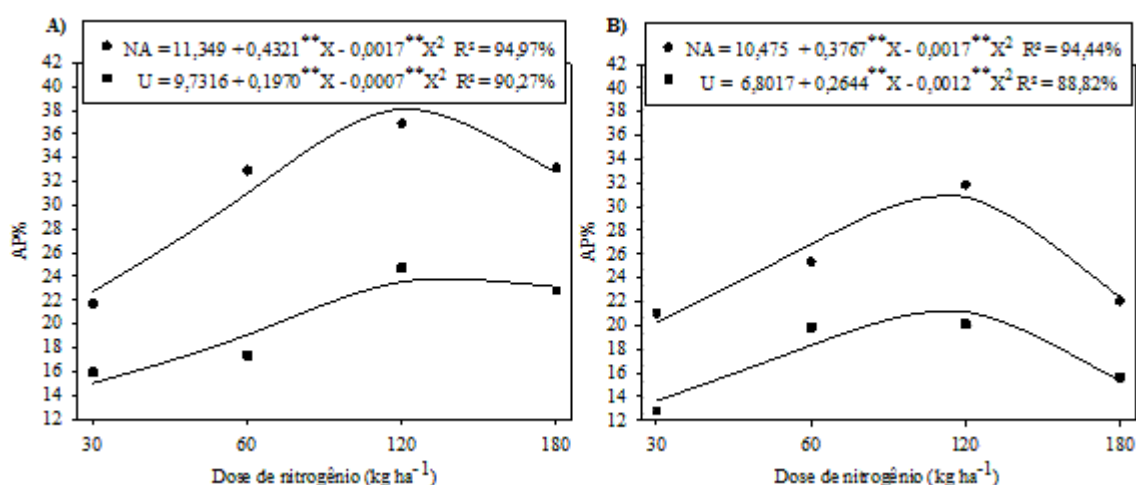 A)
NA = 11,349 + 0,4321**X - 0,0017**X² R² = 94,97%
U = 9,7316 + 0,1970**X - 0,0007**X² R² = 90,27%
42
40
38
36
34
32
30
28
26
24
22
20
18
16
14
12
AP%
30 60 120 180
Dose de nitrogênio (kg ha⁻¹)
B)
NA = 10,475 + 0,3767**X - 0,0017**X² R² = 94,44%
U = 6,8017 + 0,2644**X - 0,0012**X² R² = 88,82%
42
40
38
36
34
32
30
28
26
24
22
20
18
16
14
12
AP%
30 60 120 180
Dose de nitrogênio (kg ha⁻¹)